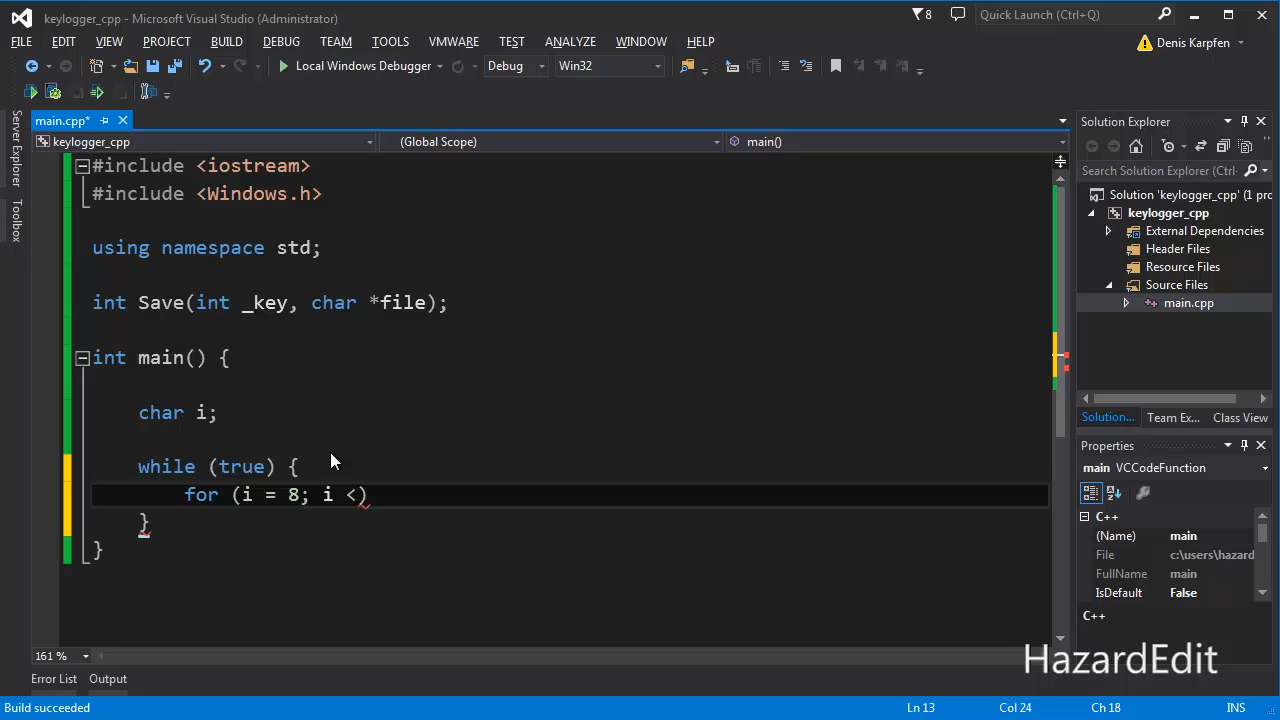 keylogger_cpp - Microsoft Visual Studio (Administrator)
8
Quick Launch (Ctrl+Q)
FILE EDIT VIEW PROJECT BUILD DEBUG TEAM TOOLS VMWARE TEST ANALYZE WINDOW HELP
Denis Karpfen
Local Windows Debugger
Debug
Win32
Server Explorer
Toolbox
main.cpp*
keylogger_cpp
(Global Scope)
main()
#include <iostream>
#include <Windows.h>
using namespace std;
int Save(int _key, char *file);
int main() {
char i;
while (true) {
for (i = 8; i <)
}
}
161 %
Solution Explorer
Search Solution Explorer (Ctrl+
Solution 'keylogger_cpp' (1 pro
keylogger_cpp
External Dependencies
Header Files
Resource Files
Source Files
main.cpp
Solution... Team Ex... Class View
Properties
main VCCodeFunction
C++
(Name) main
File c:\users\hazard
FullName main
IsDefault False
C++
HazardEdit
Error List Output
Build succeeded
Ln 13 Col 24 Ch 18 INS